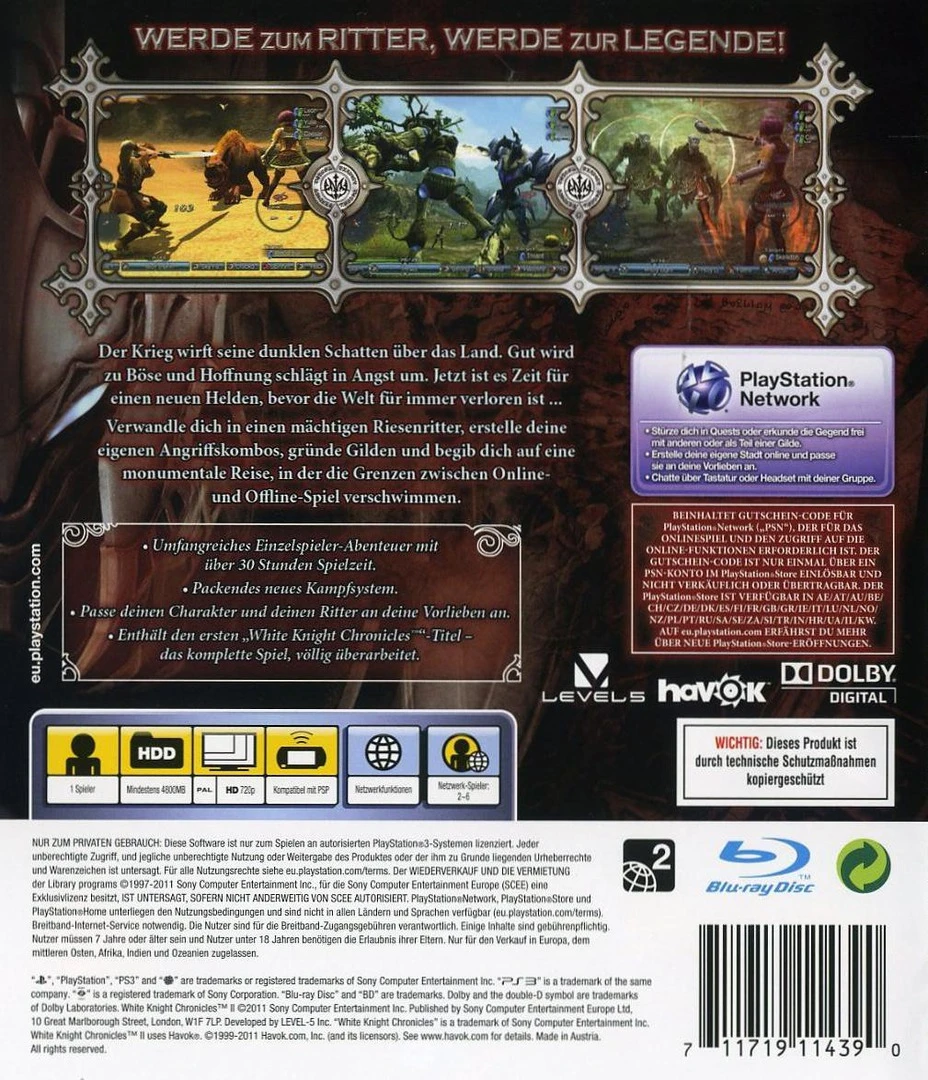 WERDE ZUM RITTER, WERDE ZUR LEGENDE!
Der Krieg wirft seine dunklen Schatten über das Land. Gut wird
zu Böse und Hoffnung schlägt in Angst um. Jetzt ist es Zeit für
einen neuen Helden, bevor die Welt für immer verloren ist ...
Verwandle dich in einen mächtigen Riesenritter, erstelle deine
eigenen Angriffskombos, gründe Gilden und begib dich auf eine
monumentale Reise, in der die Grenzen zwischen Online-
und Offline-Spiel verschwimmen.
• Umfangreiches Einzelspieler-Abenteuer mit
über 30 Stunden Spielzeit.
• Packendes neues Kampfsystem.
• Passe deinen Charakter und deinen Ritter an deine Vorlieben an.
• Enthält den ersten „White Knight Chronicles™“-Titel –
das komplette Spiel, völlig überarbeitet.
eu.playstation.com
PlayStation®
Network
• Stürze dich in Quests oder erkunde die Gegend frei
mit anderen oder als Teil einer Gilde.
• Erstelle deine eigene Stadt online und passe
sie an deine Vorlieben an.
• Chatte über Tastatur oder Headset mit deiner Gruppe.
BEINHALTET GUTSCHEIN-CODE FÜR
PlayStation®Network („PSN“), DER FÜR DAS
ONLINESPIEL UND DEN ZUGRIFF AUF DIE
ONLINE-FUNKTIONEN ERFORDERLICH IST. DER
GUTSCHEIN-CODE IST NUR EINMAL ÜBER EIN
PSN-KONTO IM PlayStation®Store EINLÖSBAR UND
NICHT VERKÄUFLICH ODER ÜBERTRAGBAR. DER
PlayStation®Store IST VERFÜGBAR IN AE/AT/AU/BE/
CH/CZ/DE/DK/ES/FI/FR/GB/GR/IE/IT/LU/NL/NO/
NZ/PL/PT/RU/SA/SE/ZA/SI/TR/IN/HR/UA/IL/KW.
AUF eu.playstation.com ERFÄHRST DU MEHR
ÜBER NEUE PlayStation®Store-ERÖFFNUNGEN.
LEVEL5 havok DOLBY
DIGITAL
HDD
1 Spieler
Mindestens 4800MB
PAL HD 720p
Kompatibel mit PSP
Netzwerkfunktionen
Netzwerk-Spieler:
2-6
WICHTIG: Dieses Produkt ist
durch technische Schutzmaßnahmen
kopiergeschützt
NUR ZUM PRIVATEN GEBRAUCH: Diese Software ist nur zum Spielen an autorisierten PlayStation®3-Systemen lizenziert. Jeder
unberechtigte Zugriff, und jegliche unberechtigte Nutzung oder Weitergabe des Produktes oder der ihm zu Grunde liegenden Urheberrechte
und Warenzeichen ist untersagt. Für alle Nutzungsrechte siehe eu.playstation.com/terms. Der WIEDERVERKAUF UND DIE VERMIETUNG
der Library programs ©1997-2011 Sony Computer Entertainment Inc., für die Sony Computer Entertainment Europe (SCEE) eine
Exklusivlizenz besitzt, IST UNTERSAGT, SOFERN NICHT ANDERWEITIG VON SCEE AUTORISIERT. PlayStation®Network, PlayStation®Store und
PlayStation®Home unterliegen den Nutzungsbedingungen und sind nicht in allen Ländern und Sprachen verfügbar (eu.playstation.com/terms).
Breitband-Internet-Service notwendig. Die Nutzer sind für die Breitband-Zugangsgebühren verantwortlich. Einige Inhalte sind gebührenpflichtig.
Nutzer müssen 7 Jahre oder älter sein und Nutzer unter 18 Jahren benötigen die Erlaubnis ihrer Eltern. Nur für den Verkauf in Europa, dem
mittleren Osten, Afrika, Indien und Ozeanien zugelassen.
2
Blu-ray Disc™
“ ”, “PlayStation”, “PS3” and “ ” are trademarks or registered trademarks of Sony Computer Entertainment Inc. “PS3” is a trademark of the same
company. “ ” is a registered trademark of Sony Corporation. “Blu-ray Disc” and “BD” are trademarks. Dolby and the double-D symbol are trademarks
of Dolby Laboratories. White Knight Chronicles™ II ©2011 Sony Computer Entertainment Inc. Published by Sony Computer Entertainment Europe Ltd,
10 Great Marlborough Street, London, W1F 7LP. Developed by LEVEL-5 Inc. “White Knight Chronicles” is a trademark of Sony Computer Entertainment Inc.
White Knight Chronicles™ II uses Havok®. ©1999-2011 Havok.com, Inc. (and its licensors). See www.havok.com for details. Made in Austria.
All rights reserved.
7 11719 11439 0